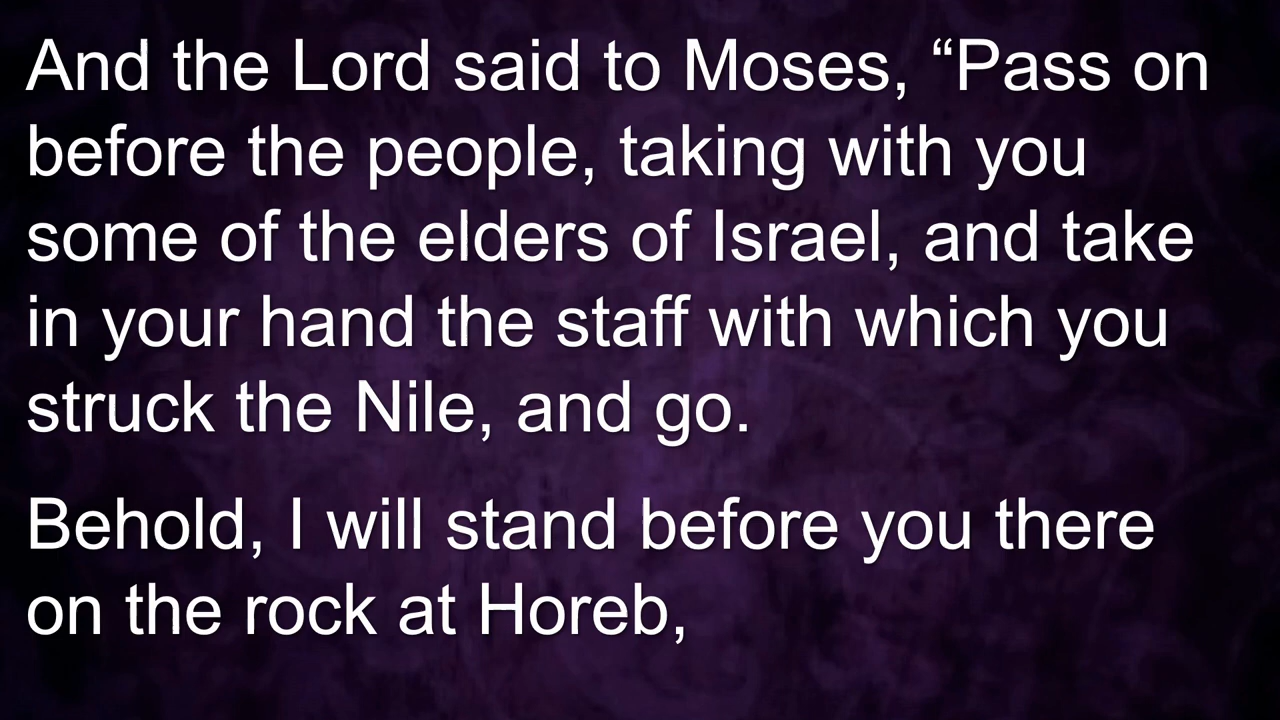 And the Lord said to Moses, “Pass on
before the people, taking with you
some of the elders of Israel, and take
in your hand the staff with which you
struck the Nile, and go.
Behold, I will stand before you there
on the rock at Horeb,